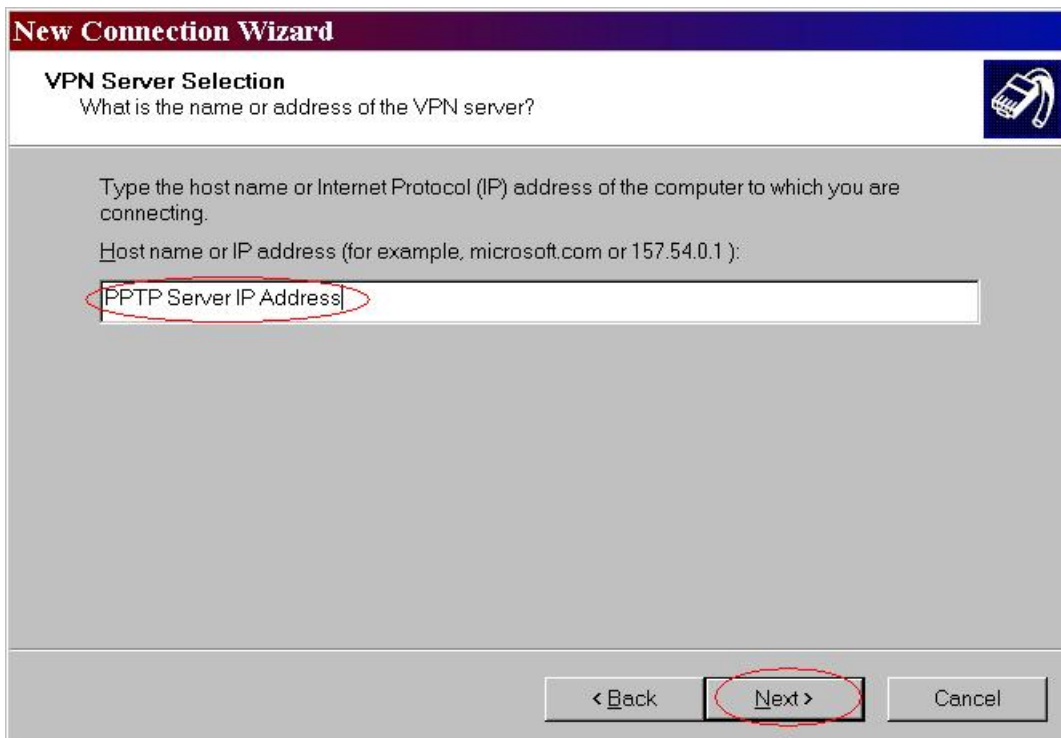 New Connection Wizard
VPN Server Selection
What is the name or address of the VPN server?
Type the host name or Internet Protocol (IP) address of the computer to which you are
connecting.
Host name or IP address (for example, microsoft.com or 157.54.0.1 ):
PPTP Server IP Address
< Back
Next >
Cancel